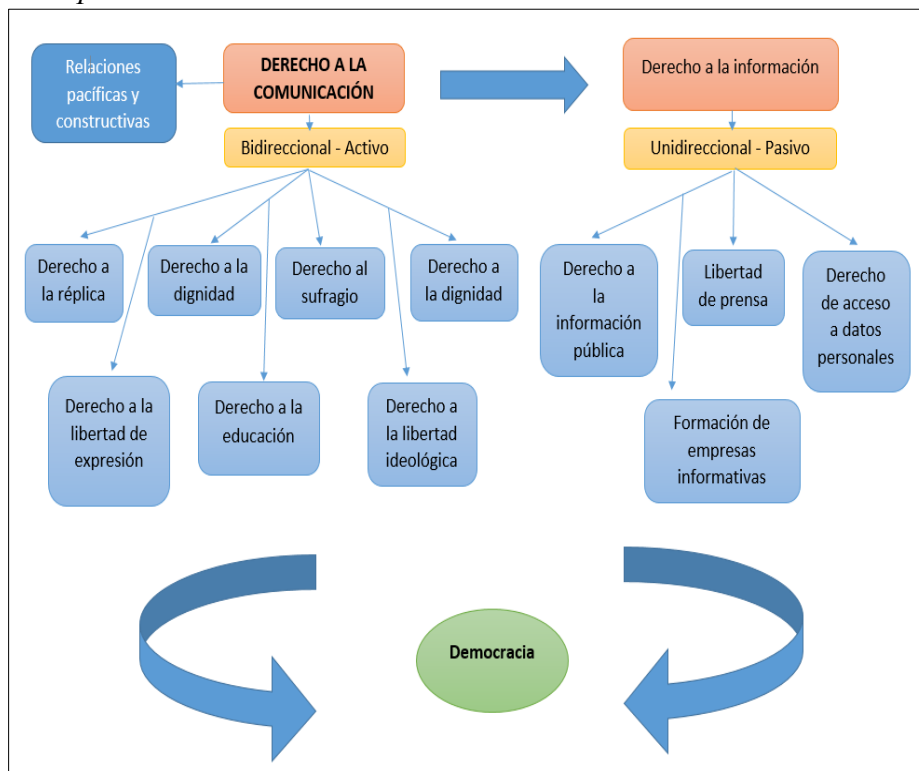 Relaciones
pacíficas y
constructivas
DERECHO A LA
COMUNICACIÓN
Derecho a la información
Bidireccional - Activo
Unidireccional - Pasivo
Derecho a
la réplica
Derecho a la
dignidad
Derecho al
sufragio
Derecho a
la dignidad
Derecho a
la
información
pública
Libertad
de prensa
Derecho
de acceso
a datos
personales
Derecho a la
libertad de
expresión
Derecho a la
educación
Derecho a
la libertad
ideológica
Formación de
empresas
informativas
Democracia